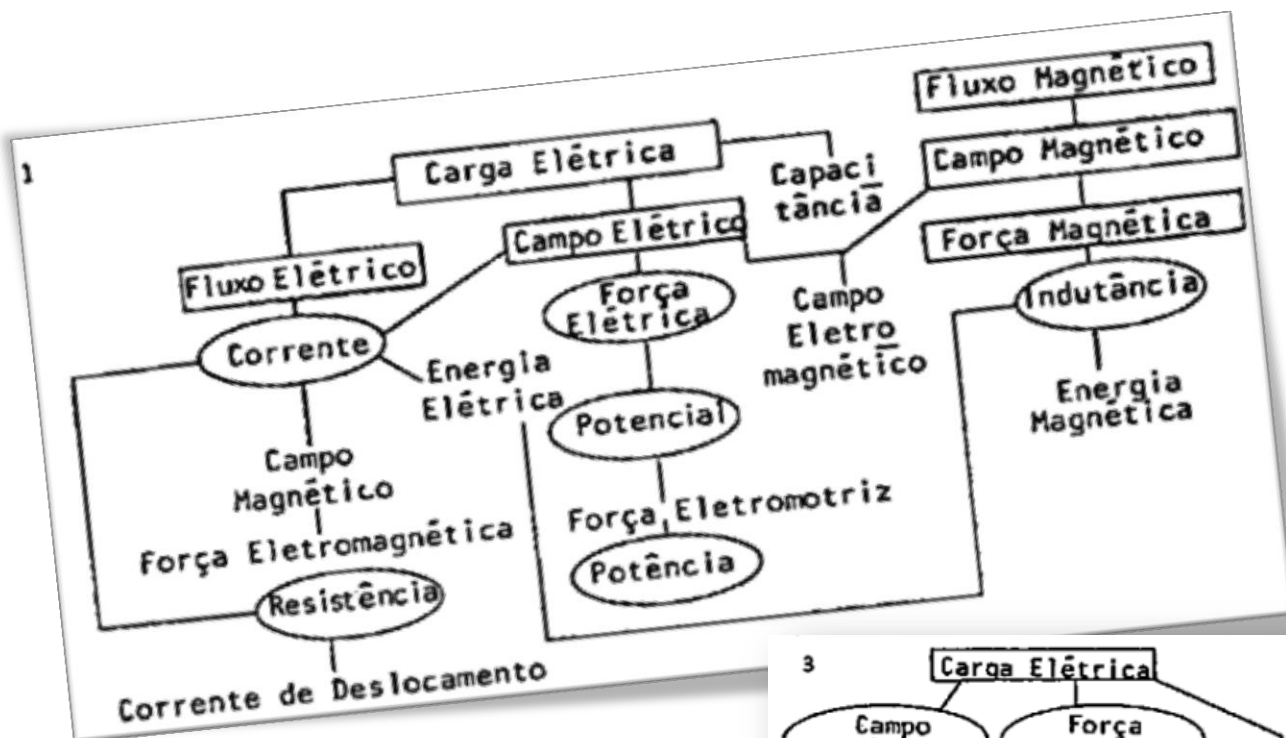 1
Carga Elétrica
Capaci
tância
Fluxo Magnético
Campo Magnético
Força Magnética
Indutância
Energia
Magnética
Fluxo Elétrico
Campo Elétrico
Força
Elétrica
Campo
Eletro
magnético
Corrente
Energia
Elétrica
Potencial
Campo
Magnético
Força Eletromotriz
Força Eletromagnética
Potência
Resistência
Corrente de Deslocamento
3
Carga Elétrica
Campo
Força